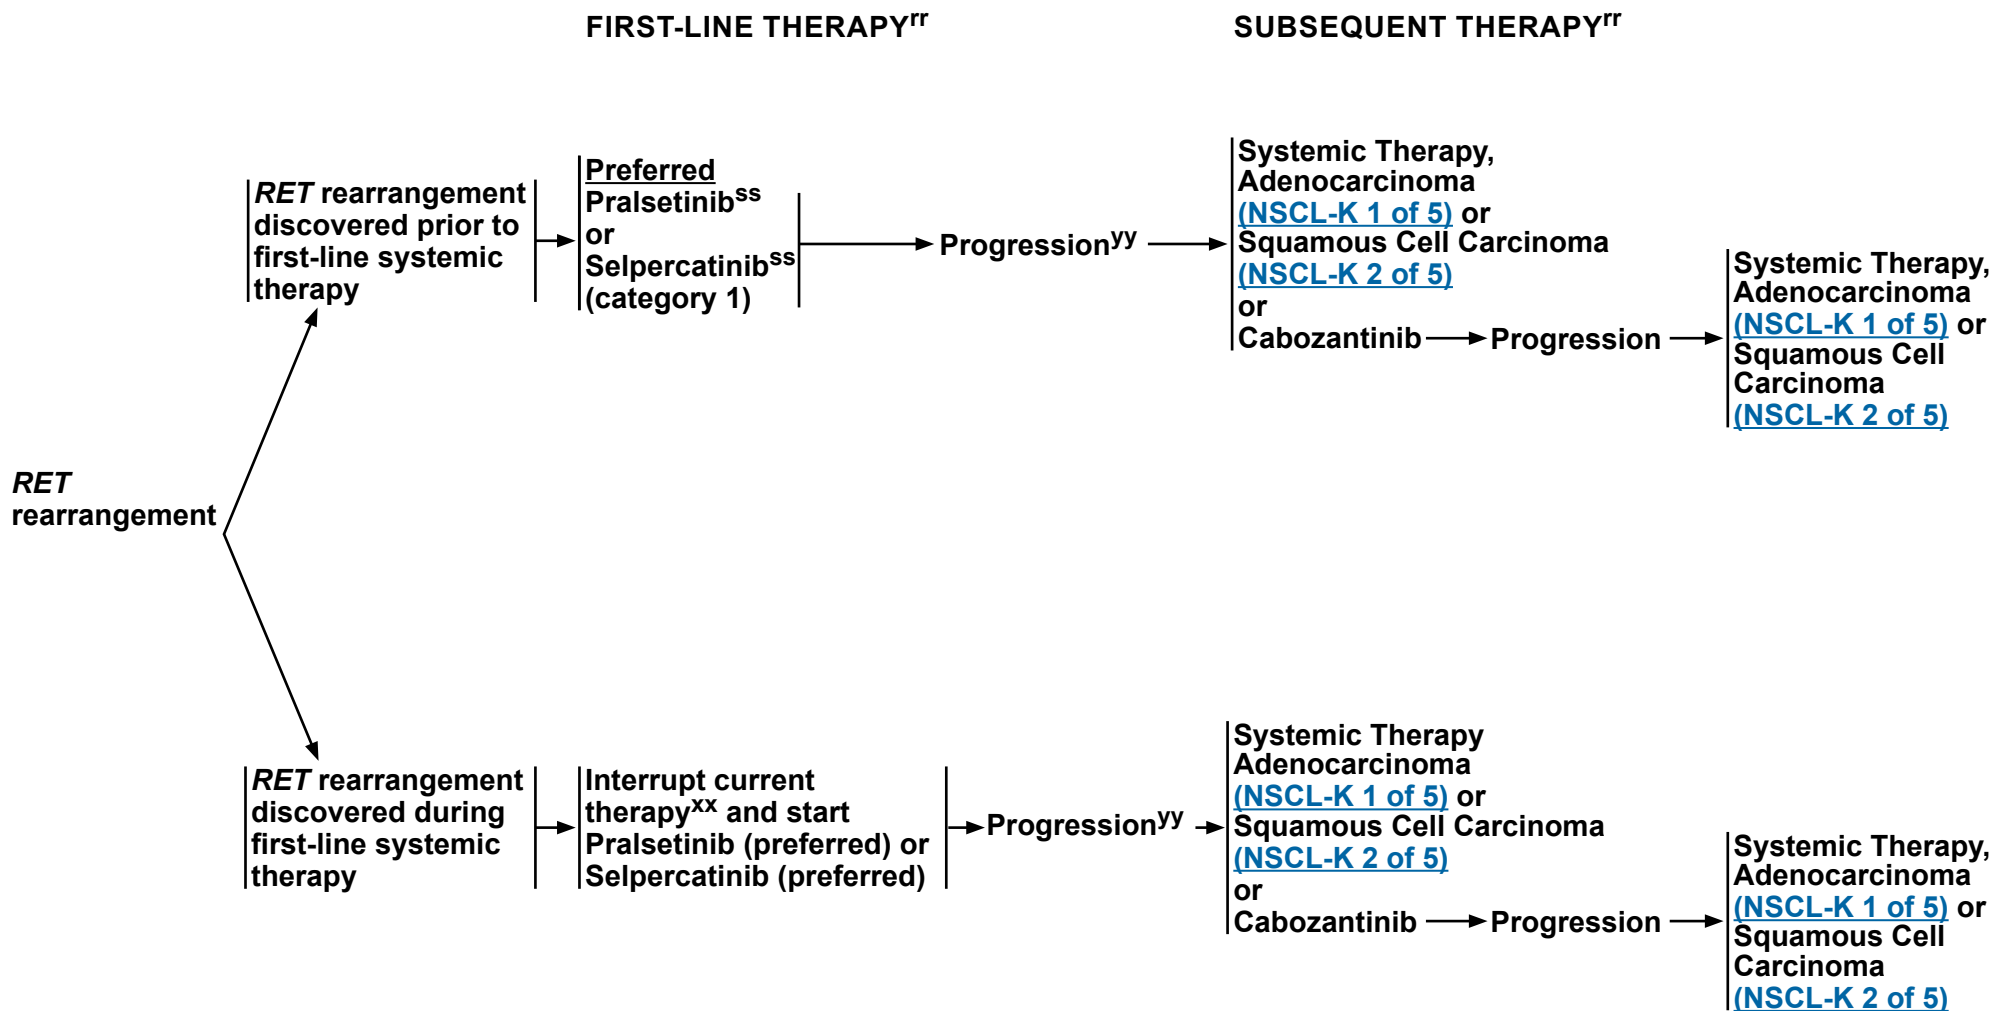 FIRST-LINE THERAPYrr
SUBSEQUENT THERAPYrr
RET rearrangement
discovered prior to
first-line systemic
therapy
Preferred
Pralsetinibss
or
Selpercatinibss
(category 1)
Progressionyy
Systemic Therapy,
Adenocarcinoma
(NSCL-K 1 of 5) or
Squamous Cell Carcinoma
(NSCL-K 2 of 5)
or
Cabozantinib
Progression
Systemic Therapy,
Adenocarcinoma
(NSCL-K 1 of 5) or
Squamous Cell
Carcinoma
(NSCL-K 2 of 5)
RET
rearrangement
RET rearrangement
discovered during
first-line systemic
therapy
Interrupt current
therapyxx and start
Pralsetinib (preferred) or
Selpercatinib (preferred)
Progressionyy
Systemic Therapy
Adenocarcinoma
(NSCL-K 1 of 5) or
Squamous Cell Carcinoma
(NSCL-K 2 of 5)
or
Cabozantinib
Progression
Systemic Therapy,
Adenocarcinoma
(NSCL-K 1 of 5) or
Squamous Cell
Carcinoma
(NSCL-K 2 of 5)